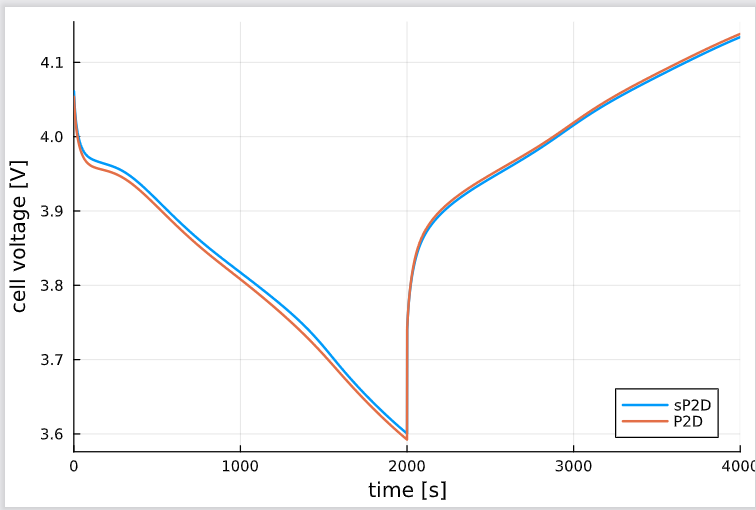 cell voltage [V]
4.1
4.0
3.9
3.8
3.7
3.6
sP2D
P2D
0 1000 2000 3000 4000
time [s]